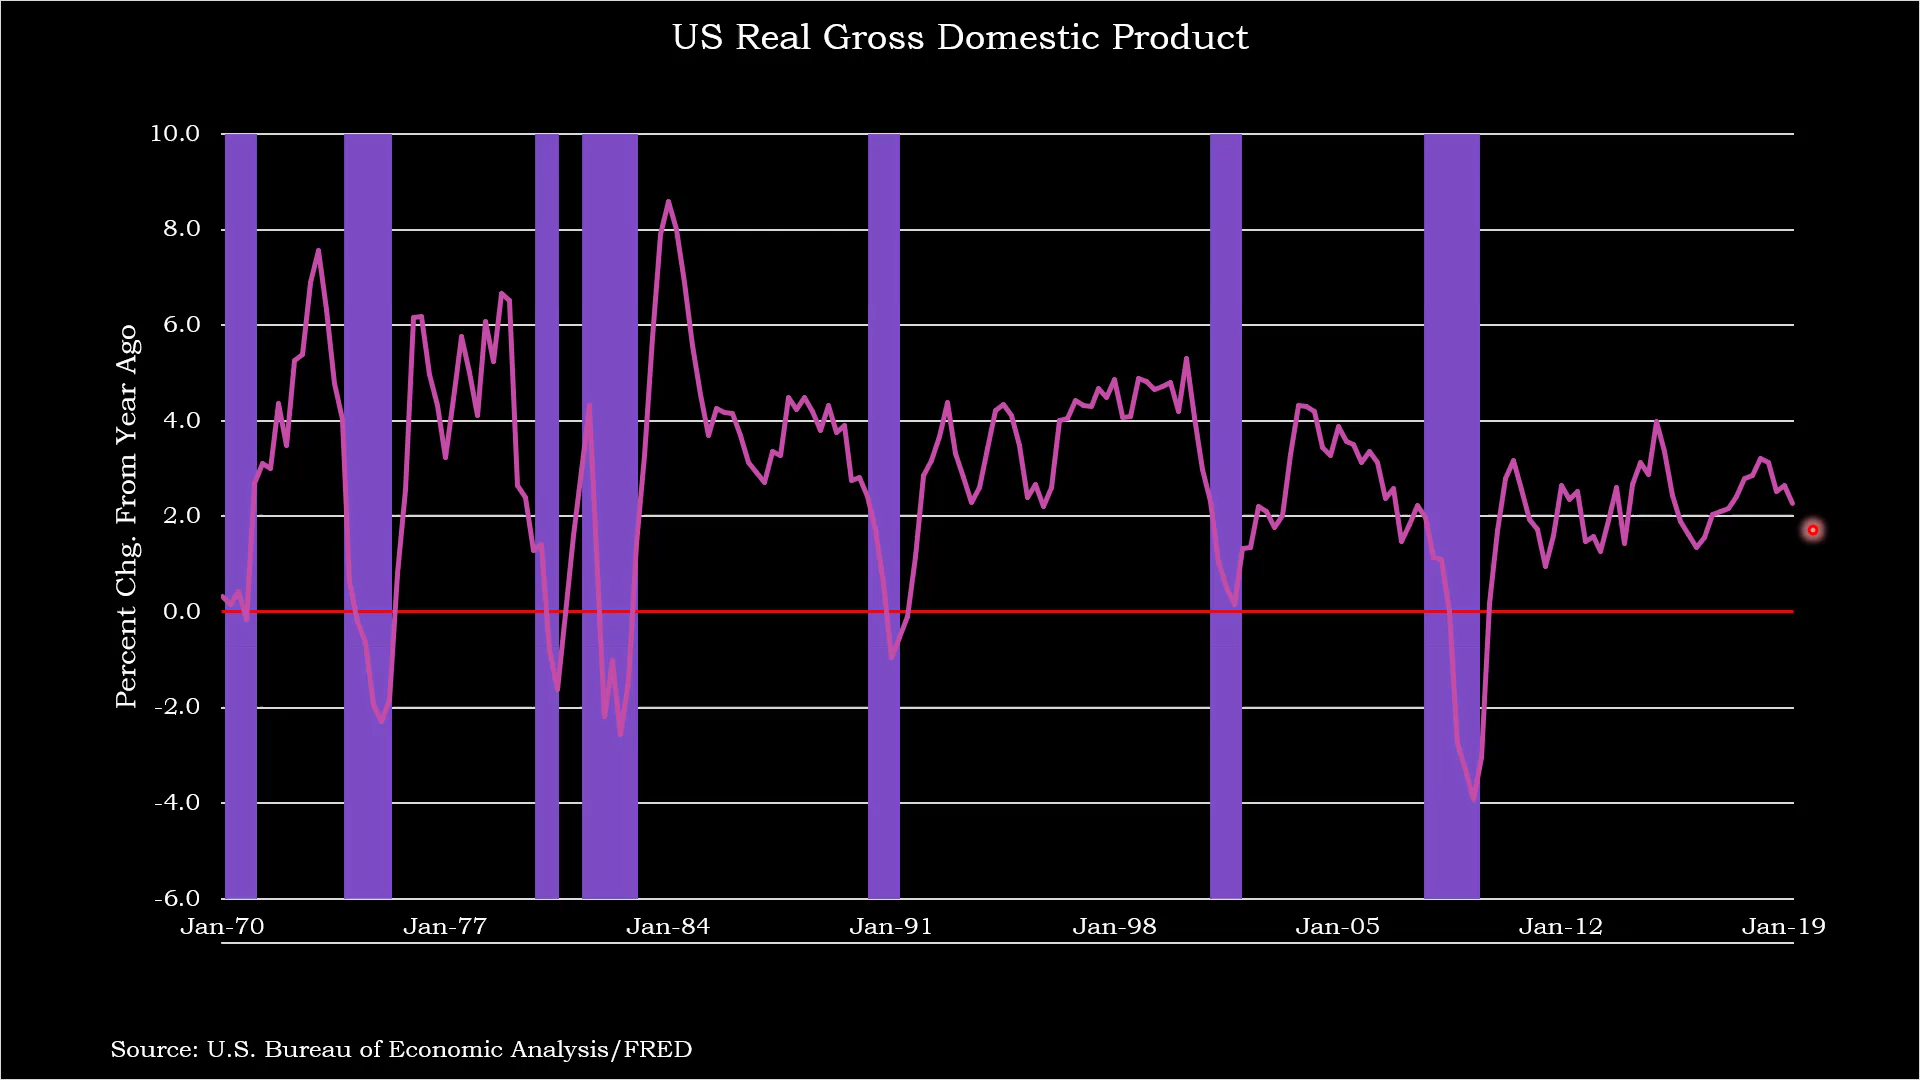 US Real Gross Domestic Product
Percent Chg. From Year Ago
10.0
8.0
6.0
4.0
2.0
0.0
-2.0
-4.0
-6.0
Jan-70 Jan-77 Jan-84 Jan-91 Jan-98 Jan-05 Jan-12 Jan-19
Source: U.S. Bureau of Economic Analysis/FRED